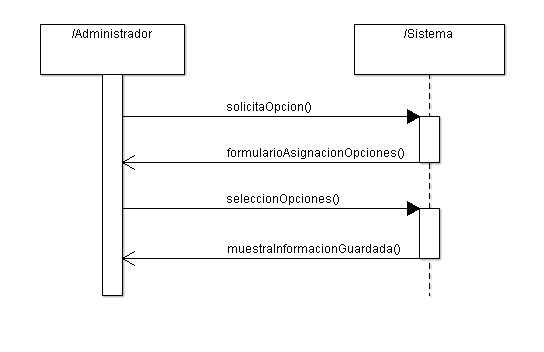 /Administrador
/Sistema
solicitaOpcion()
formularioAsignacionOpciones()
seleccionOpciones()
muestraInformacionGuardada()